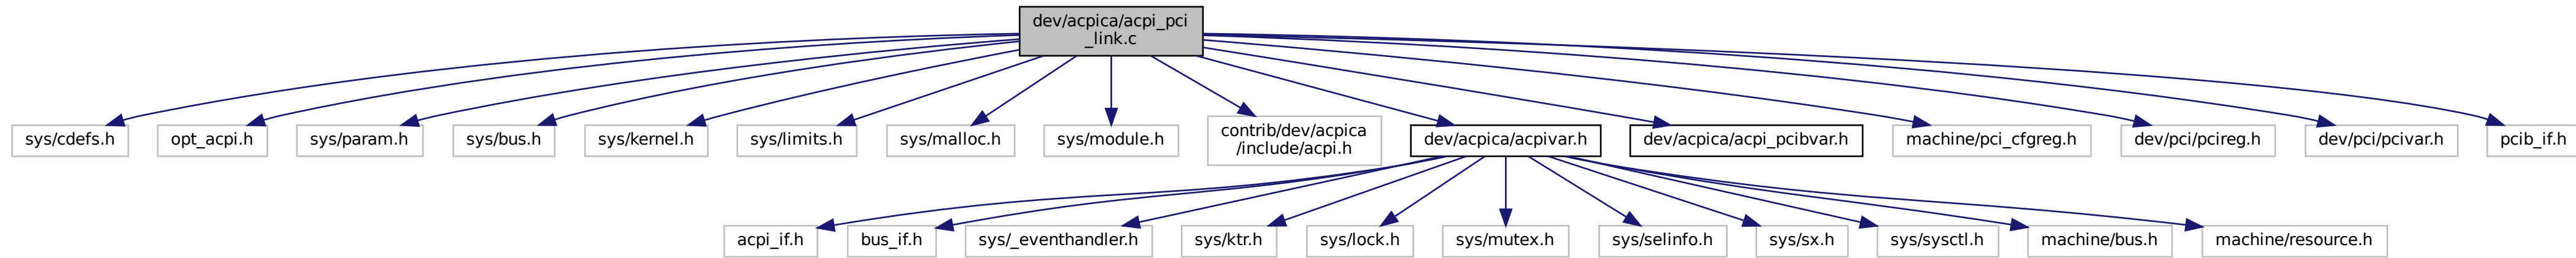 dev/acpica/acpi_pci
_link.c
sys/cdefs.h
opt_acpi.h
sys/param.h
sys/bus.h
sys/kernel.h
sys/limits.h
sys/malloc.h
sys/module.h
contrib/dev/acpica
/include/acpi.h
dev/acpica/acpivar.h
dev/acpica/acpi_pcibvar.h
machine/pci_cfgreg.h
dev/pci/pcireg.h
dev/pci/pcivar.h
pcib_if.h
acpi_if.h
bus_if.h
sys/_eventhandler.h
sys/ktr.h
sys/lock.h
sys/mutex.h
sys/selinfo.h
sys/sx.h
sys/sysctl.h
machine/bus.h
machine/resource.h